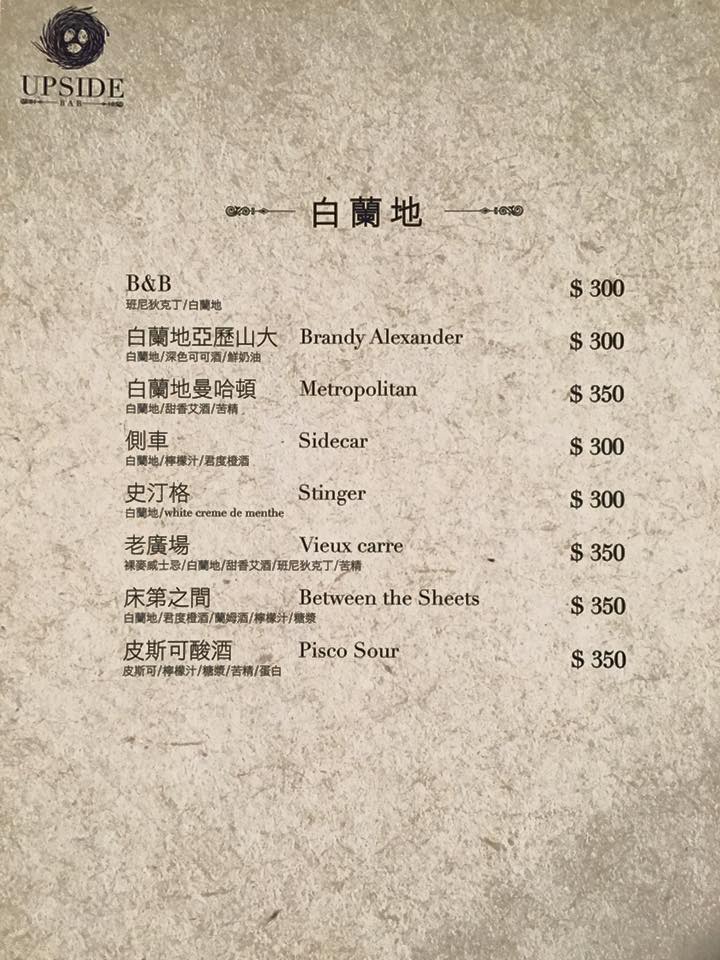 UPSIDE
BAR
白蘭地
B&B $ 300
班尼狄克丁/白蘭地
白蘭地亞歷山大 Brandy Alexander $ 300
白蘭地/深色可可酒/鮮奶油
白蘭地曼哈頓 Metropolitan $ 350
白蘭地/甜香艾酒/苦精
側車 Sidecar $ 300
白蘭地/檸檬汁/君度橙酒
史汀格 Stinger $ 300
白蘭地/white creme de menthe
老廣場 Vieux carre $ 350
裸麥威士忌/白蘭地/甜香艾酒/班尼狄克丁/苦精
床第之間 Between the Sheets $ 350
白蘭地/君度橙酒/蘭姆酒/檸檬汁/糖漿
皮斯可酸酒 Pisco Sour $ 350
皮斯可/檸檬汁/糖漿/苦精/蛋白